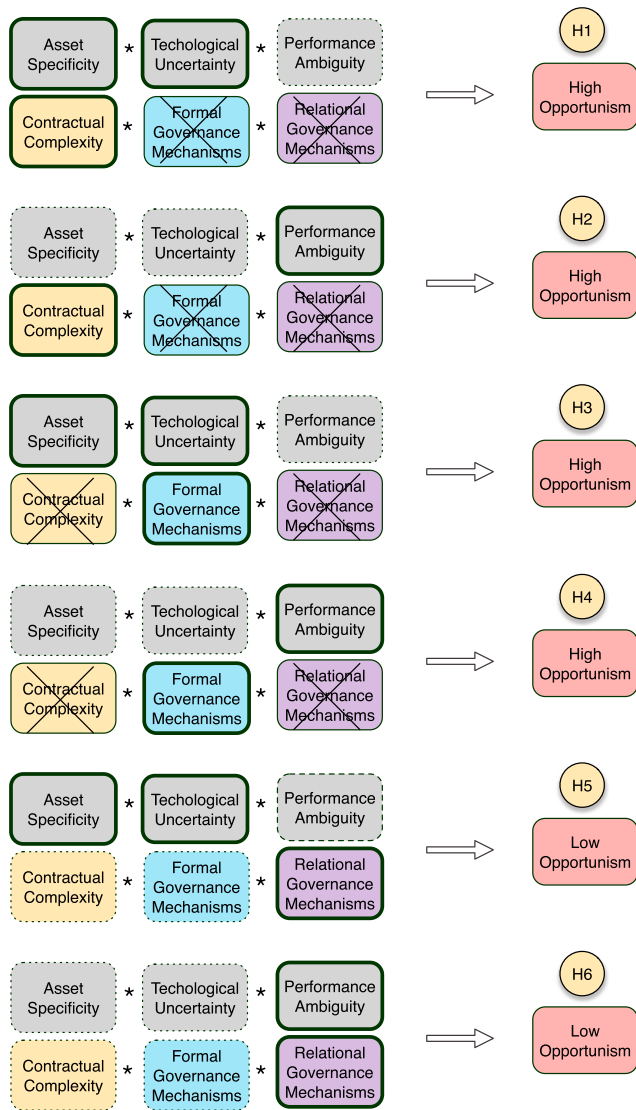 H1
Asset * Techological * Performance
Specificity Uncertainty Ambiguity
High
Opportunism
Contractual * Formal * Relational
Complexity Governance Governance
Mechanisms Mechanisms
H2
Asset * Techological * Performance
Specificity Uncertainty Ambiguity
High
Opportunism
Contractual * Formal * Relational
Complexity Governance Governance
Mechanisms Mechanisms
H3
Asset * Techological * Performance
Specificity Uncertainty Ambiguity
High
Opportunism
Contractual * Formal * Relational
Complexity Governance Governance
Mechanisms Mechanisms
H4
Asset * Techological * Performance
Specificity Uncertainty Ambiguity
High
Opportunism
Contractual * Formal * Relational
Complexity Governance Governance
Mechanisms Mechanisms
H5
Asset * Techological * Performance
Specificity Uncertainty Ambiguity
Low
Opportunism
Contractual * Formal * Relational
Complexity Governance Governance
Mechanisms Mechanisms
H6
Asset * Techological * Performance
Specificity Uncertainty Ambiguity
Low
Opportunism
Contractual * Formal * Relational
Complexity Governance Governance
Mechanisms Mechanisms